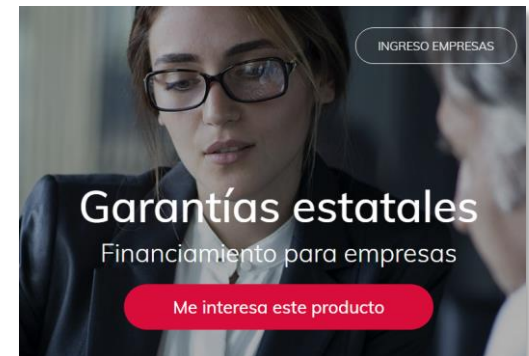 INGRESO EMPRESAS
Garantías estatales
Financiamiento para empresas
Me interesa este producto